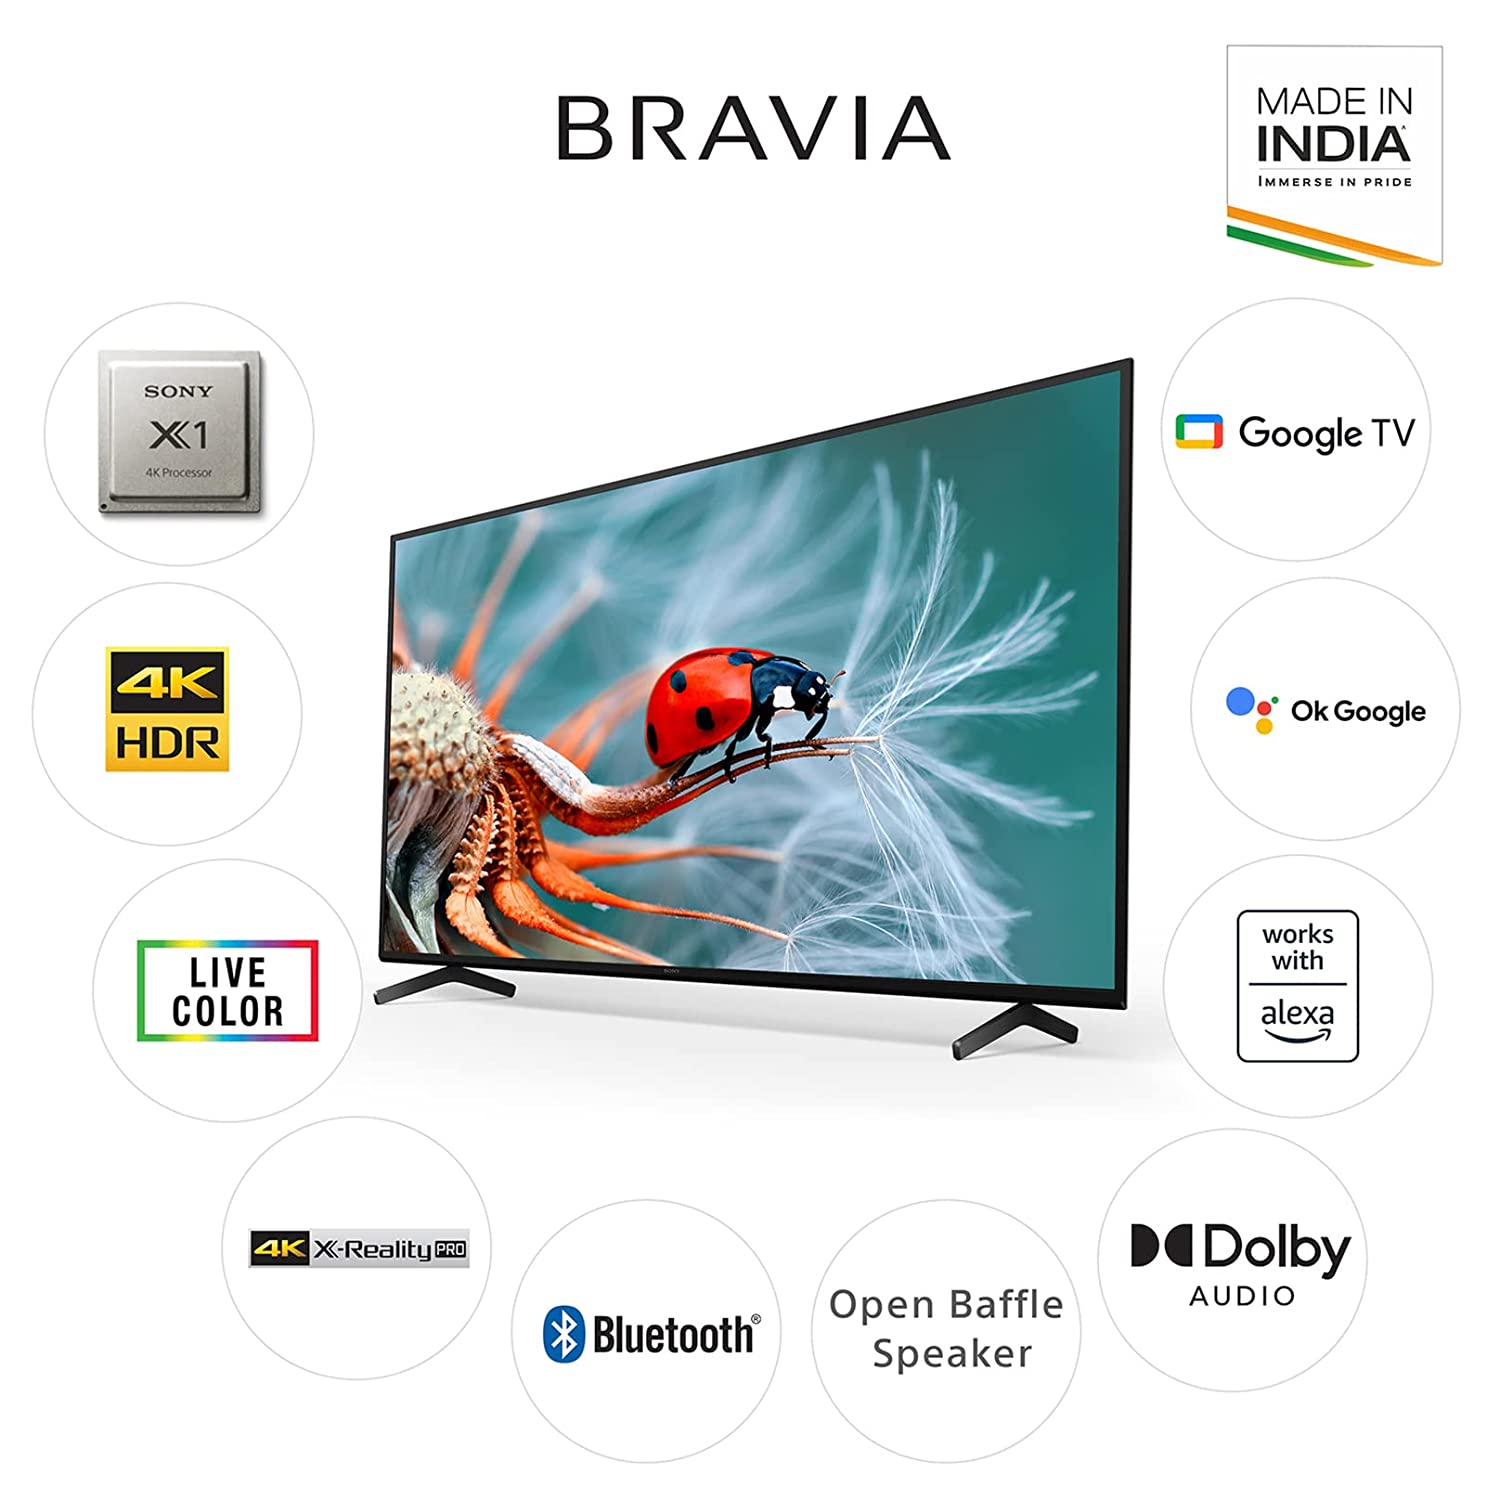 BRAVIA
MADE IN
INDIA
IMMERSE IN PRIDE
SONY
X1
4K Processor
Google TV
4K
HDR
Ok Google
LIVE
COLOR
works
with
alexa
SONY
4K X-Reality PRO
Bluetooth®
Open Baffle
Speaker
Dolby
AUDIO